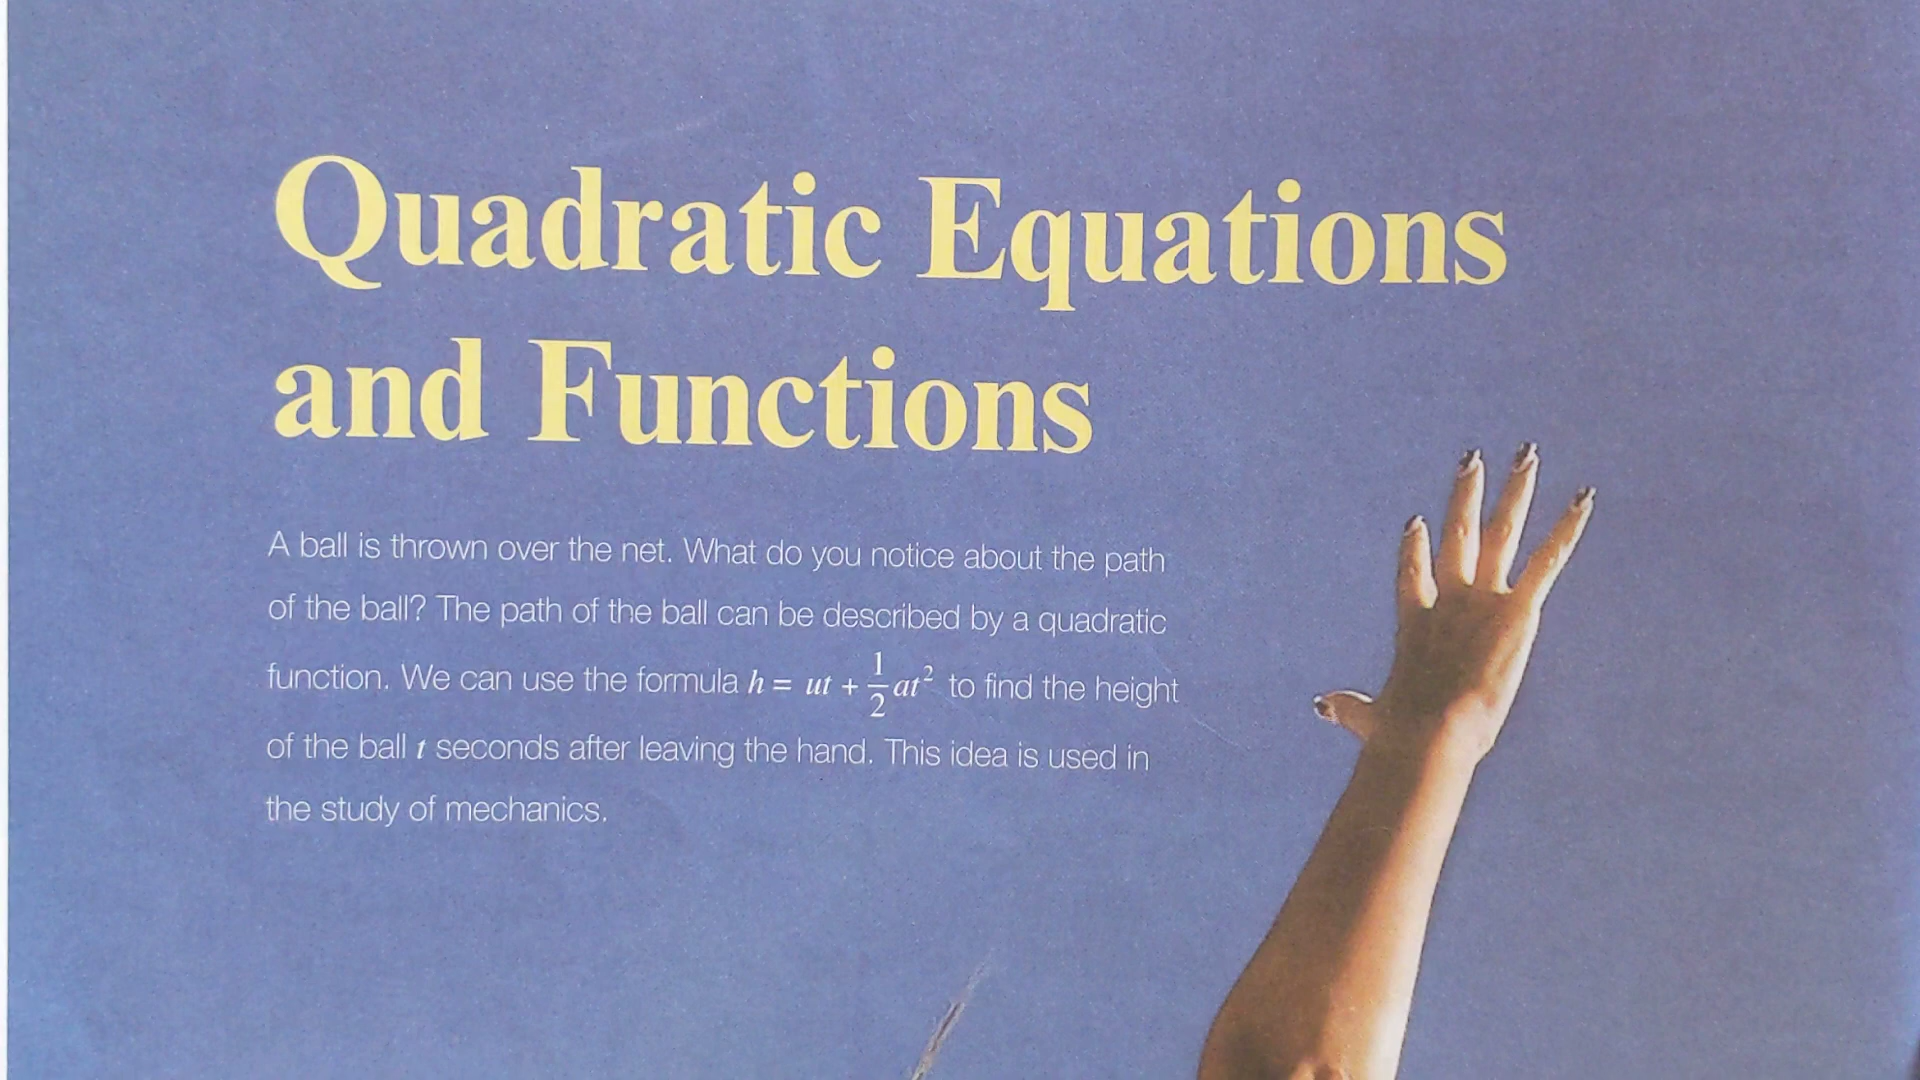 Quadratic Equations
and Functions
A ball is thrown over the net. What do you notice about the path
of the ball? The path of the ball can be described by a quadratic
function. We can use the formula h = ut + 1/2 at² to find the height
of the ball t seconds after leaving the hand. This idea is used in
the study of mechanics.